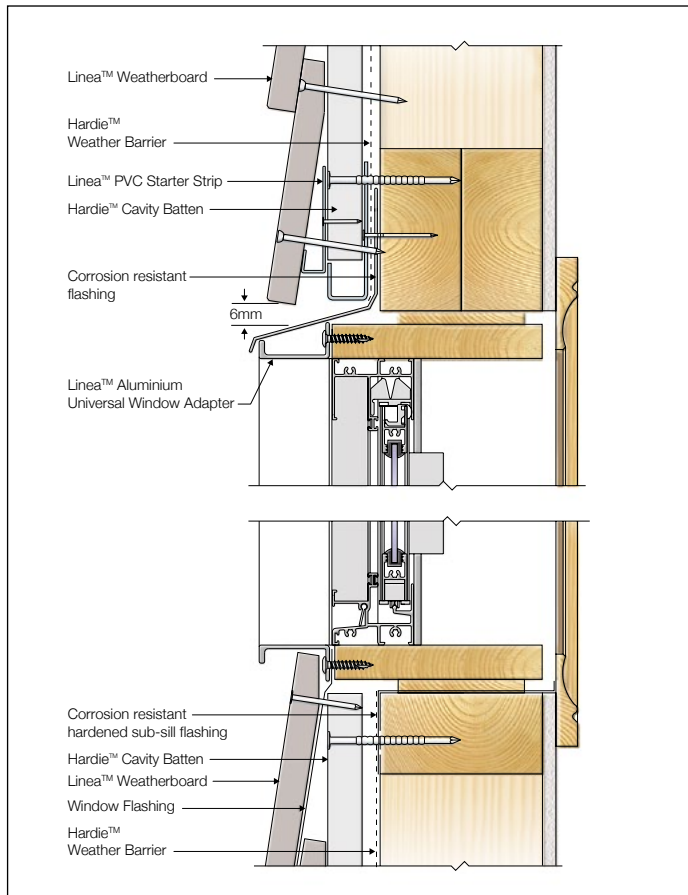 Linea™ Weatherboard
Hardie™
Weather Barrier
Linea™ PVC Starter Strip
Hardie™ Cavity Batten
Corrosion resistant
flashing
6mm
Linea™ Aluminium
Universal Window Adapter
Corrosion resistant
hardened sub-sill flashing
Hardie™ Cavity Batten
Linea™ Weatherboard
Window Flashing
Hardie™
Weather Barrier